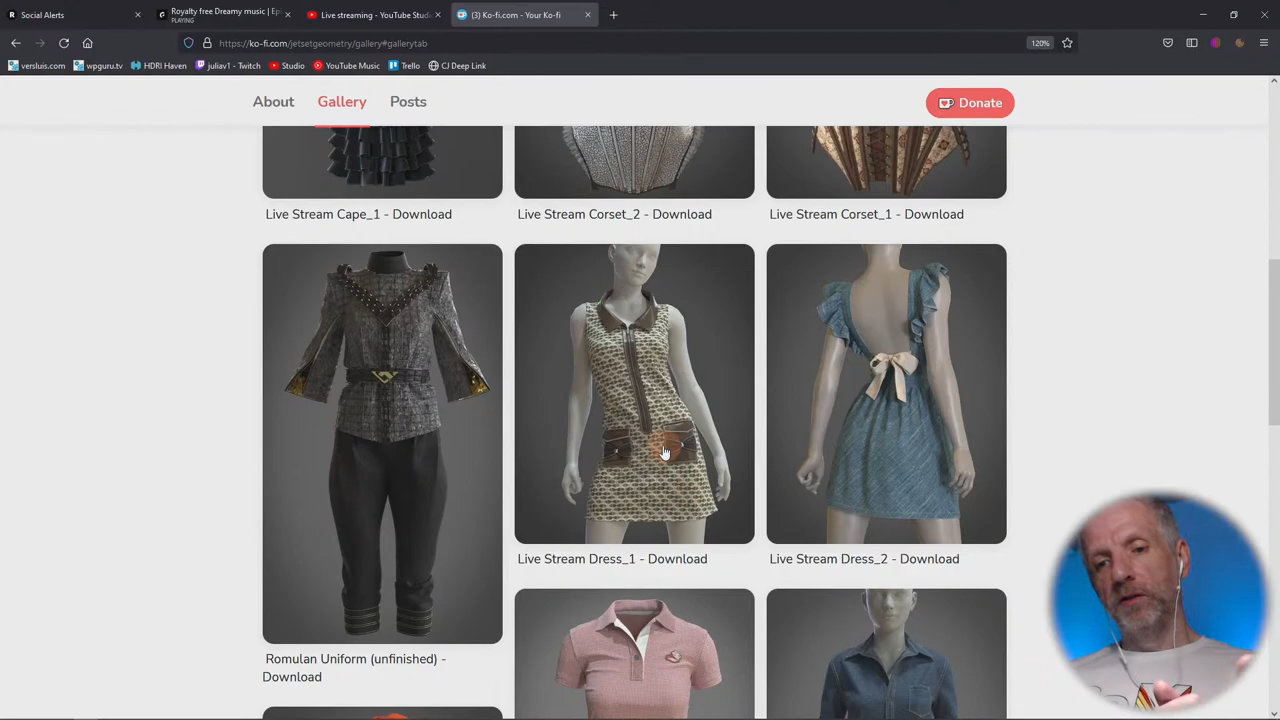 Social Alerts
Royalty free Dreamy music | Epi
PLAYING
Live streaming - YouTube Studi
(3) Ko-fi.com - Your Ko-fi
https://ko-fi.com/jetsetgeometry/gallery#gallerytab
120%
versluis.com
wpguru.tv
HDRI Haven
juliav1 - Twitch
Studio
YouTube Music
Trello
CJ Deep Link
About
Gallery
Posts
Donate
Live Stream Cape_1 - Download
Live Stream Corset_2 - Download
Live Stream Corset_1 - Download
Live Stream Dress_1 - Download
Live Stream Dress_2 - Download
Romulan Uniform (unfinished) -
Download